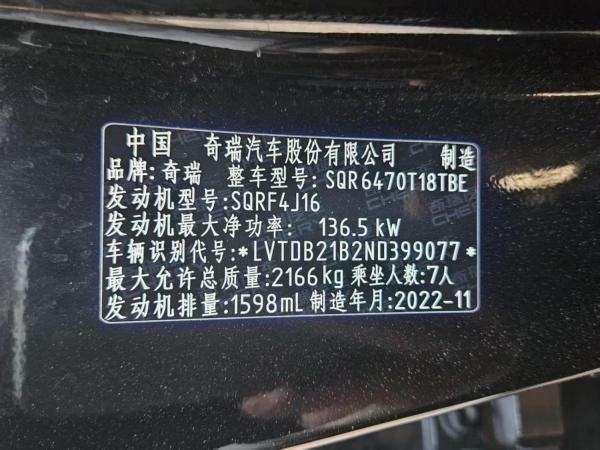 中国 奇瑞汽车股份有限公司 制造
品牌:奇瑞 整车型号:SQR6470T18TBE
发动机型号:SQRF4J16
发动机最大净功率: 136.5 kW
车辆识别代号:*LVTDB21B2ND399077*
最大允许总质量:2166kg 乘坐人数:7人
发动机排量:1598mL 制造年月:2022-11